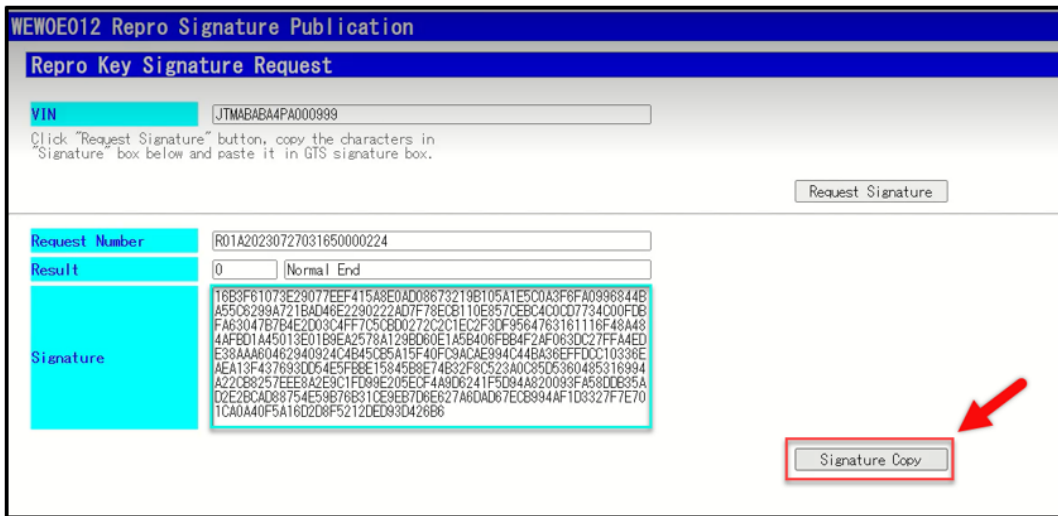 WEWOE012 Repro Signature Publication
Repro Key Signature Request
VIN JTMABABA4PA000999
Click "Request Signature" button, copy the characters in
"Signature" box below and paste it in GTS signature box.
Request Signature
Request Number R01A20230727031650000224
Result 0 Normal End
Signature
16B3F61073E29077EEF415A8E0AD08673219B105A1E5C0A3F6FA0996844B
A55C6299A721BAD46E2290222AD7F78ECB110E857CEBC4C0CD7734C00FDB
FA63047B7B4E2D03C4FF7C5CBD0272C2C1EC2F3DF9564763161116F48A48
4AFBD1A45013E01B9EA2578A129BD60E1A5B406FBB4F2AF063DC27FFA4ED
E38AAA60462940924C4B45CB5A15F40FC9ACAE994C44BA36EFFDCC10336E
AEA13F437693DD54E5FBBE15845B8E74B32F8C523A0C85D5360485316994
A22CB8257EEE8A2E9C1FD99E205ECF4A9D6241F5D94A820093FA58DDB35A
D2E2BCAD88754E59B76B31CE9EB7D6E627A6DAD67ECB994AF1D3327F7E70
1CA0A40F5A16D2D8F5212DED93D426B6
Signature Copy